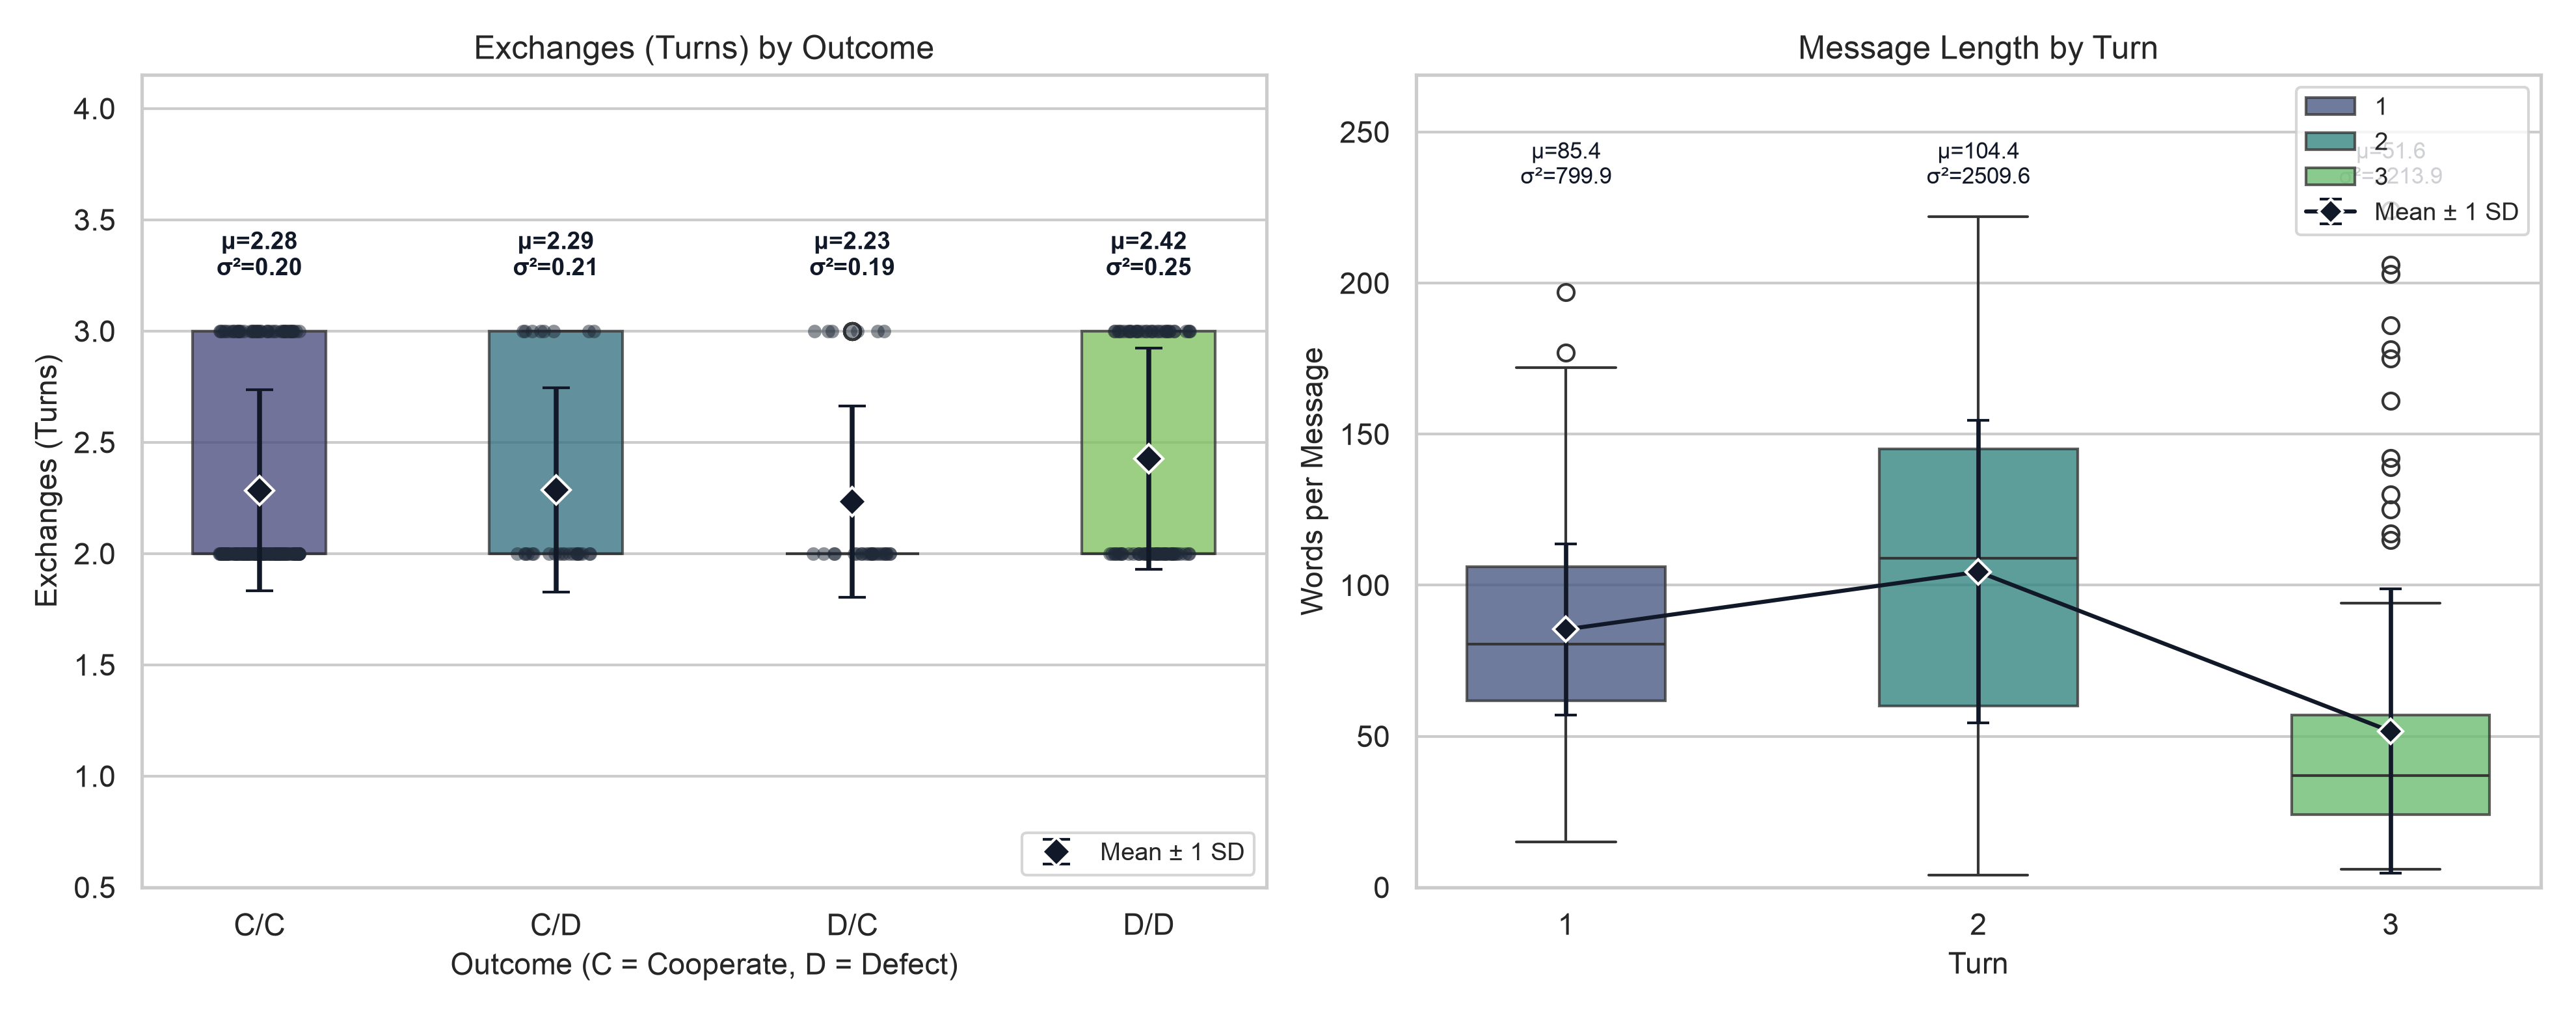 Exchanges (Turns) by Outcome
Exchanges (Turns)
4.0
3.5
3.0
2.5
2.0
1.5
1.0
0.5
μ=2.28
σ²=0.20
μ=2.29
σ²=0.21
μ=2.23
σ²=0.19
μ=2.42
σ²=0.25
Mean ± 1 SD
C/C
C/D
D/C
D/D
Outcome (C = Cooperate, D = Defect)
Message Length by Turn
Words per Message
250
200
150
100
50
0
μ=85.4
σ²=799.9
μ=104.4
σ²=2509.6
μ=51.6
1
2
3
Mean ± 1 SD
1
2
3
Turn